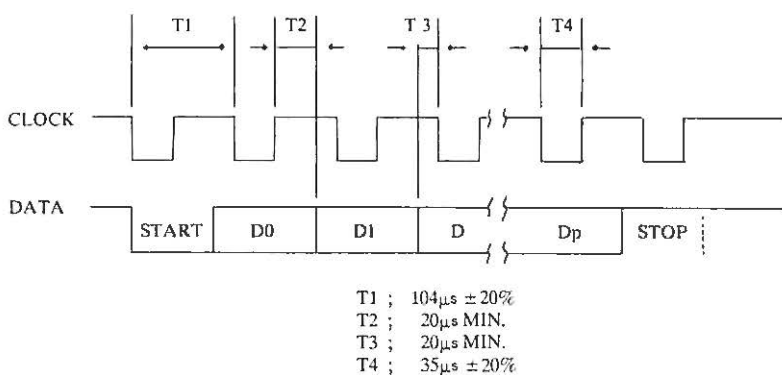 T1 T2 T 3 T4
CLOCK
DATA
START D0 D1 D Dp STOP
T1 ; 104μs ±20%
T2 ; 20μs MIN.
T3 ; 20μs MIN.
T4 ; 35μs ±20%